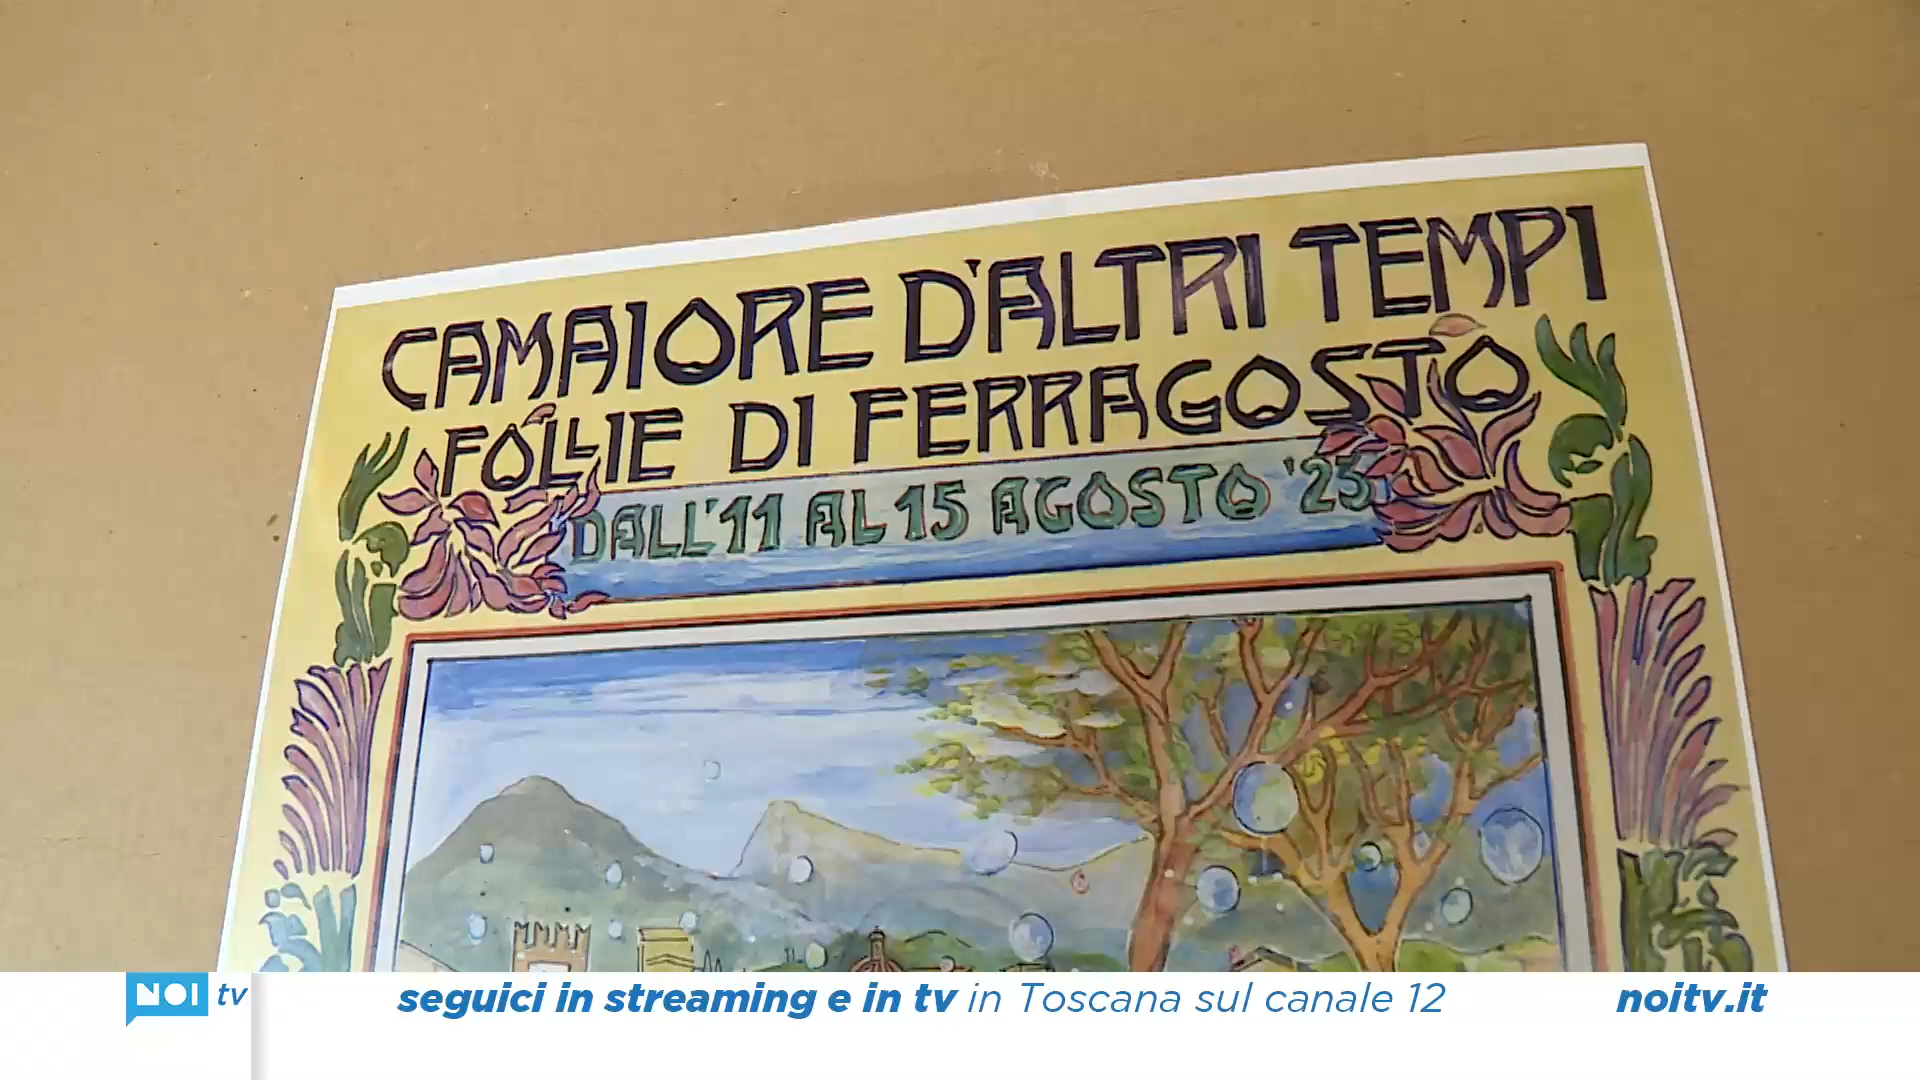 CAMAIORE D'ALTRI TEMPI
FOLLIE DI FERRAGOSTO
DALL'11 AL 15 AGOSTO '23
NOI tv
seguici in streaming e in tv in Toscana sul canale 12
noitv.it